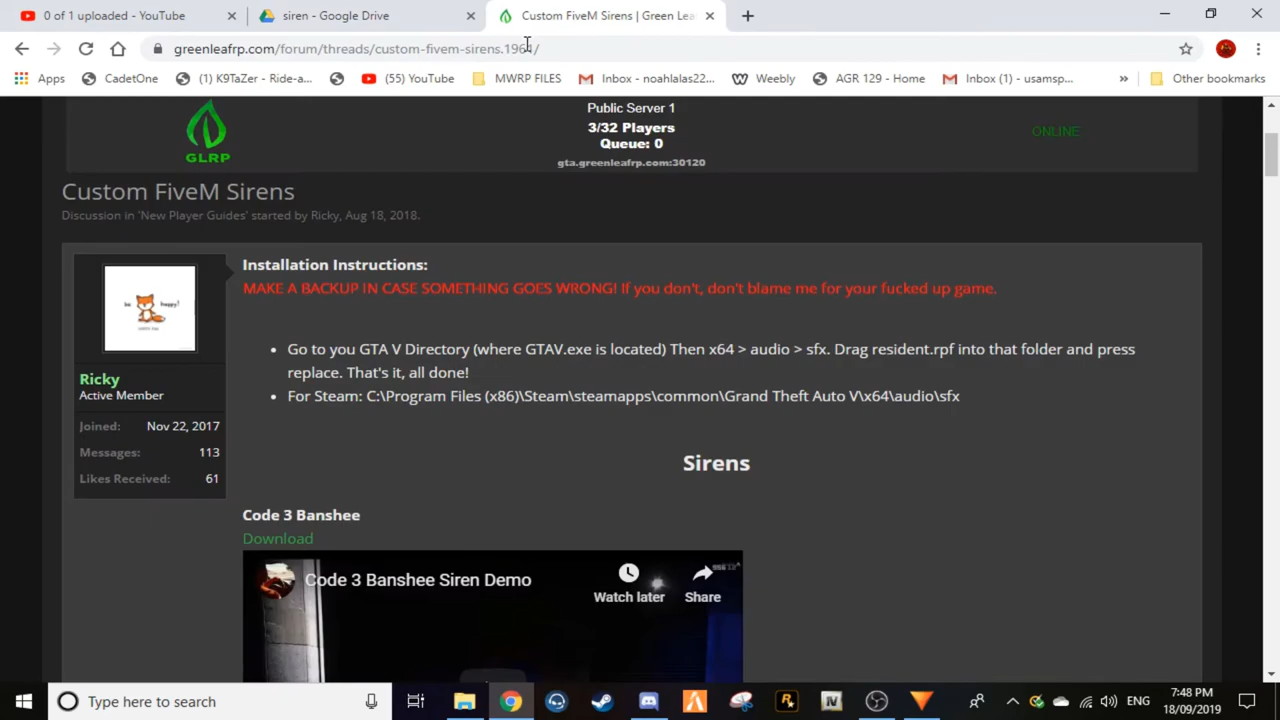 0 of 1 uploaded - YouTube
siren - Google Drive
Custom FiveM Sirens | Green Lea
greenleafrp.com/forum/threads/custom-fivem-sirens.1961/
Apps
CadetOne
(1) K9TaZer - Ride-a...
(55) YouTube
MWRP FILES
Inbox - noahlalas22...
Weebly
AGR 129 - Home
Inbox (1) - usamsp...
»
Other bookmarks
GLRP
Public Server 1
3/32 Players
Queue: 0
gta.greenleafrp.com:30120
ONLINE
Custom FiveM Sirens
Discussion in 'New Player Guides' started by Ricky, Aug 18, 2018.
Ricky
Active Member
Joined: Nov 22, 2017
Messages: 113
Likes Received: 61
Installation Instructions:
MAKE A BACKUP IN CASE SOMETHING GOES WRONG! If you don't, don't blame me for your fucked up game.
• Go to you GTA V Directory (where GTAV.exe is located) Then x64 > audio > sfx. Drag resident.rpf into that folder and press
replace. That's it, all done!
• For Steam: C:\Program Files (x86)\Steam\steamapps\common\Grand Theft Auto V\x64\audio\sfx
Sirens
Code 3 Banshee
Download
Code 3 Banshee Siren Demo
Watch later
Share
Type here to search
ENG
7:48 PM
18/09/2019